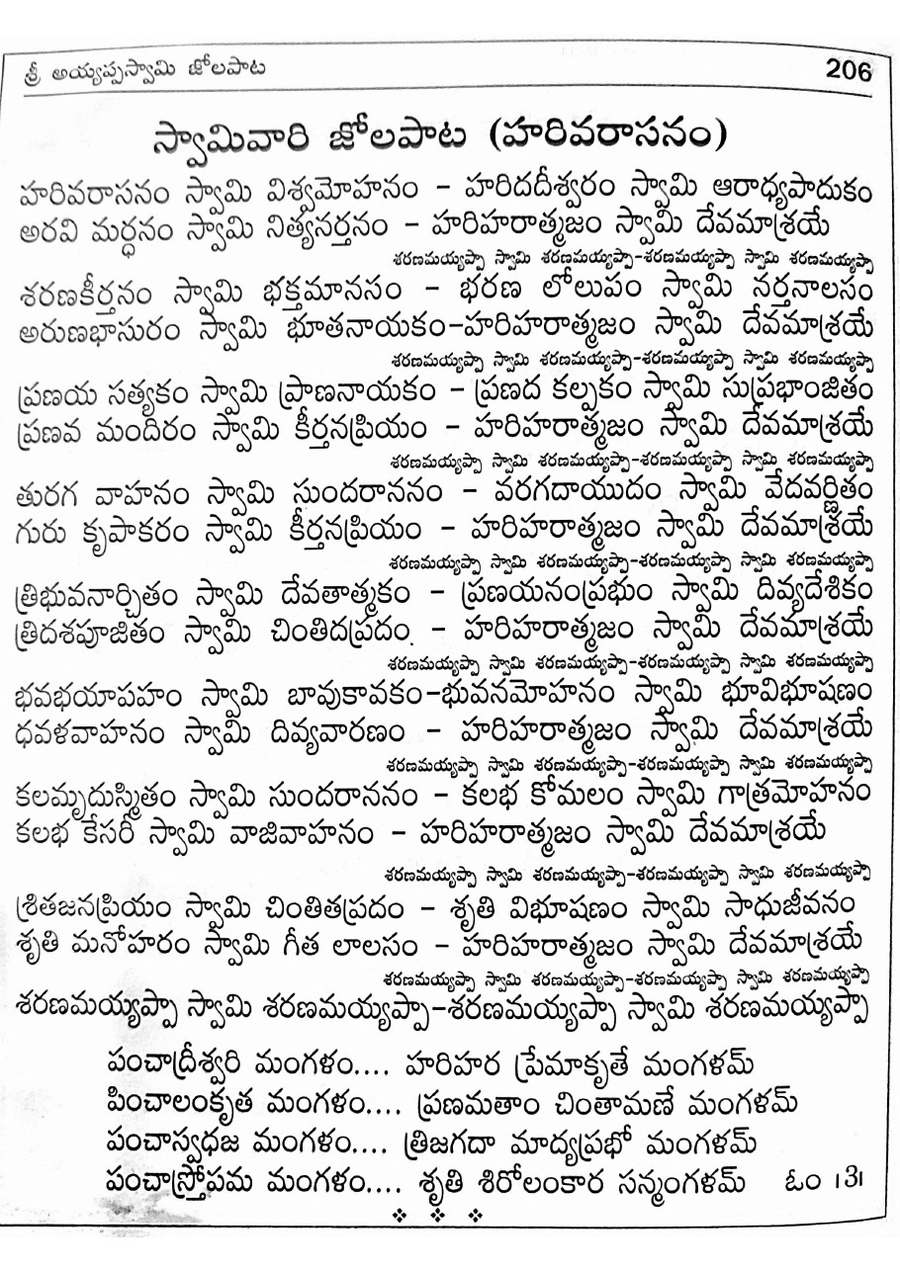 శ్రీ అయ్యప్పస్వామి జోలపాట 206
స్వామివారి జోలపాట (హరివరాసనం)
హరివరాసనం స్వామి విశ్వమోహనం - హరిదదీశ్వరం స్వామి ఆరాధ్యపాదుకం
అరవి మర్ధనం స్వామి నిత్యనర్తనం - హరిహరాత్మజం స్వామి దేవమాశ్రయే
శరణమయ్యప్పా స్వామి శరణమయ్యప్పా-శరణమయ్యప్పా స్వామి శరణమయ్యప్పా
శరణకీర్తనం స్వామి భక్తమానసం - భరణ లోలుపం స్వామి నర్తనాలసం
అరుణభాసురం స్వామి భూతనాయకం-హరిహరాత్మజం స్వామి దేవమాశ్రయే
శరణమయ్యప్పా స్వామి శరణమయ్యప్పా-శరణమయ్యప్పా స్వామి శరణమయ్యప్పా
ప్రణయ సత్యకం స్వామి ప్రాణనాయకం - ప్రణద కల్పకం స్వామి సుప్రభాంజితం
ప్రణవ మందిరం స్వామి కీర్తనప్రియం - హరిహరాత్మజం స్వామి దేవమాశ్రయే
శరణమయ్యప్పా స్వామి శరణమయ్యప్పా-శరణమయ్యప్పా స్వామి శరణమయ్యప్పా
తురగ వాహనం స్వామి సుందరాననం - వరగదాయుదం స్వామి వేదవర్ణితం
గురు కృపాకరం స్వామి కీర్తనప్రియం - హరిహరాత్మజం స్వామి దేవమాశ్రయే
శరణమయ్యప్పా స్వామి శరణమయ్యప్పా-శరణమయ్యప్పా స్వామి శరణమయ్యప్పా
త్రిభువనార్చితం స్వామి దేవతాత్మకం - ప్రణయనంప్రభుం స్వామి దివ్యదేశికం
త్రిదశపూజితం స్వామి చింతిదప్రదం - హరిహరాత్మజం స్వామి దేవమాశ్రయే
శరణమయ్యప్పా స్వామి శరణమయ్యప్పా-శరణమయ్యప్పా స్వామి శరణమయ్యప్పా
భవభయాపహం స్వామి బావుకావకం-భువనమోహనం స్వామి భూవిభూషణం
ధవళవాహనం స్వామి దివ్యవారణం - హరిహరాత్మజం స్వామి దేవమాశ్రయే
శరణమయ్యప్పా స్వామి శరణమయ్యప్పా-శరణమయ్యప్పా స్వామి శరణమయ్యప్పా
కలమృదుస్మితం స్వామి సుందరాననం - కలభ కోమలం స్వామి గాత్రమోహనం
కలభ కేసరీ స్వామి వాజివాహనం - హరిహరాత్మజం స్వామి దేవమాశ్రయే
శరణమయ్యప్పా స్వామి శరణమయ్యప్పా-శరణమయ్యప్పా స్వామి శరణమయ్యప్పా
శ్రితజనప్రియం స్వామి చింతితప్రదం - శృతి విభూషణం స్వామి సాధుజీవనం
శృతి మనోహరం స్వామి గీత లాలసం - హరిహరాత్మజం స్వామి దేవమాశ్రయే
శరణమయ్యప్పా స్వామి శరణమయ్యప్పా-శరణమయ్యప్పా స్వామి శరణమయ్యప్పా
శరణమయ్యప్పా స్వామి శరణమయ్యప్పా-శరణమయ్యప్పా స్వామి శరణమయ్యప్పా
పంచాద్రీశ్వరి మంగళం.... హరిహర ప్రేమాకృతే మంగళమ్
పించాలంకృత మంగళం.... ప్రణమతాం చింతామణే మంగళమ్
పంచాస్వధజ మంగళం.... త్రిజగదా మాద్యప్రభో మంగళమ్
పంచాస్త్రోపమ మంగళం.... శృతి శిరోలంకార సన్మంగళమ్ ఓం ।3।